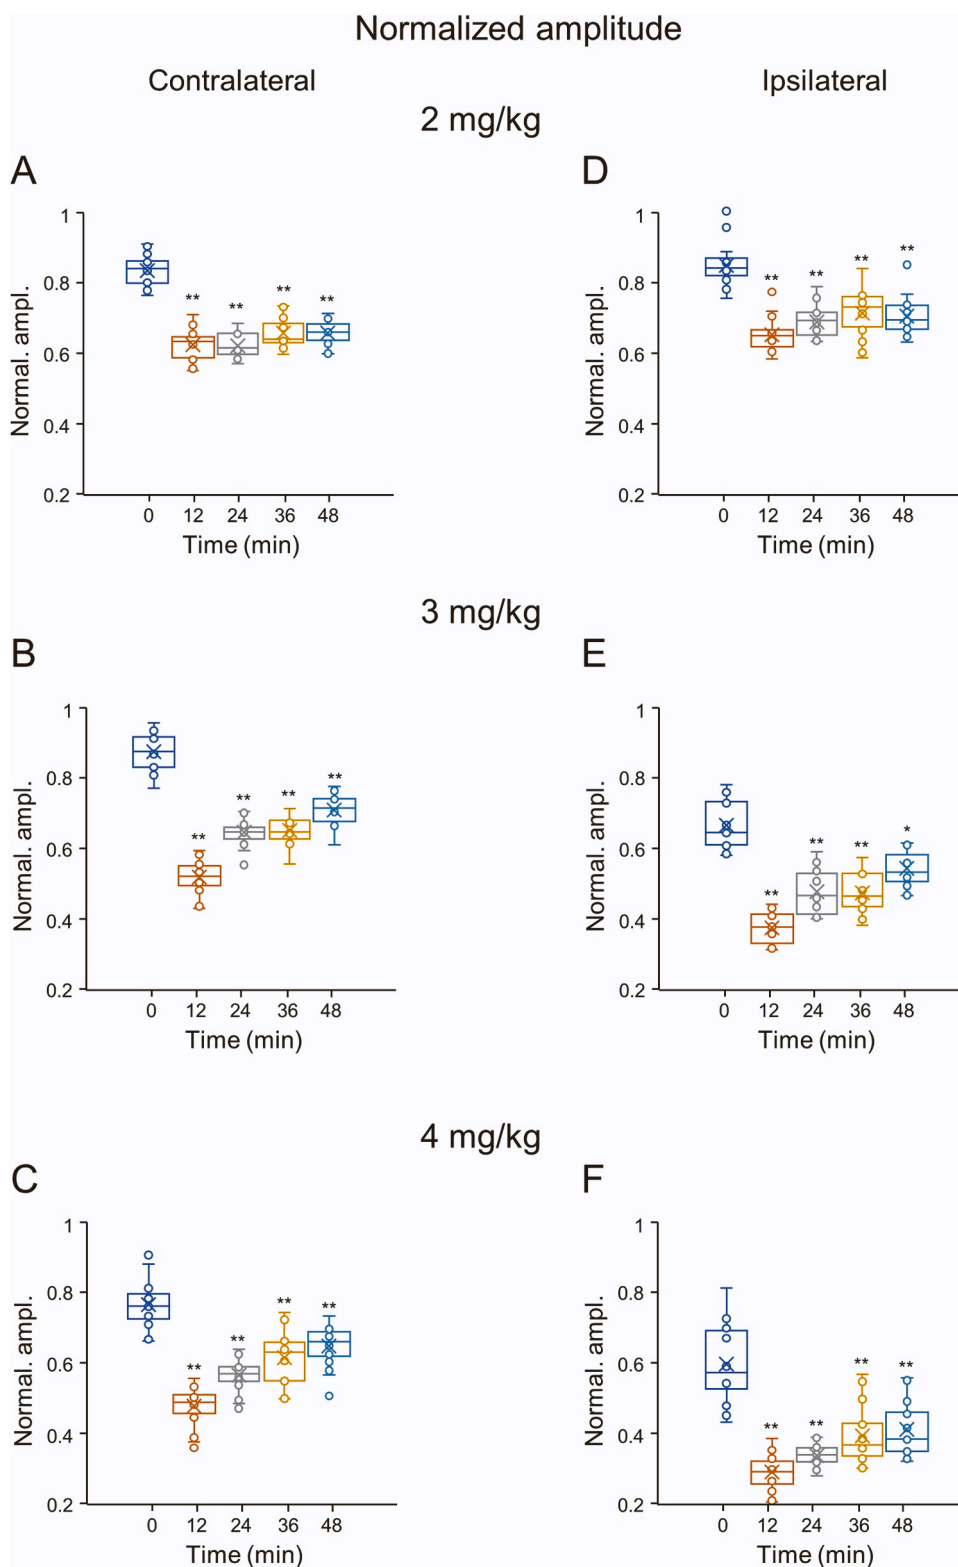 Normalized amplitude
Contralateral Ipsilateral
2 mg/kg
A D
1 1
** ** ** **
** ** ** **
0.8 0.8
0.6 0.6
0.4 0.4
0.2 0.2
Normal. ampl. Normal. ampl.
0 12 24 36 48 0 12 24 36 48
Time (min) Time (min)
3 mg/kg
B E
1 1
0.8 0.8
** ** ** **
** ** ** *
0.6 0.6
0.4 0.4
0.2 0.2
Normal. ampl. Normal. ampl.
0 12 24 36 48 0 12 24 36 48
Time (min) Time (min)
4 mg/kg
C F
1 1
0.8 0.8
** ** ** **
** ** ** **
0.6 0.6
0.4 0.4
0.2 0.2
Normal. ampl. Normal. ampl.
0 12 24 36 48 0 12 24 36 48
Time (min) Time (min)